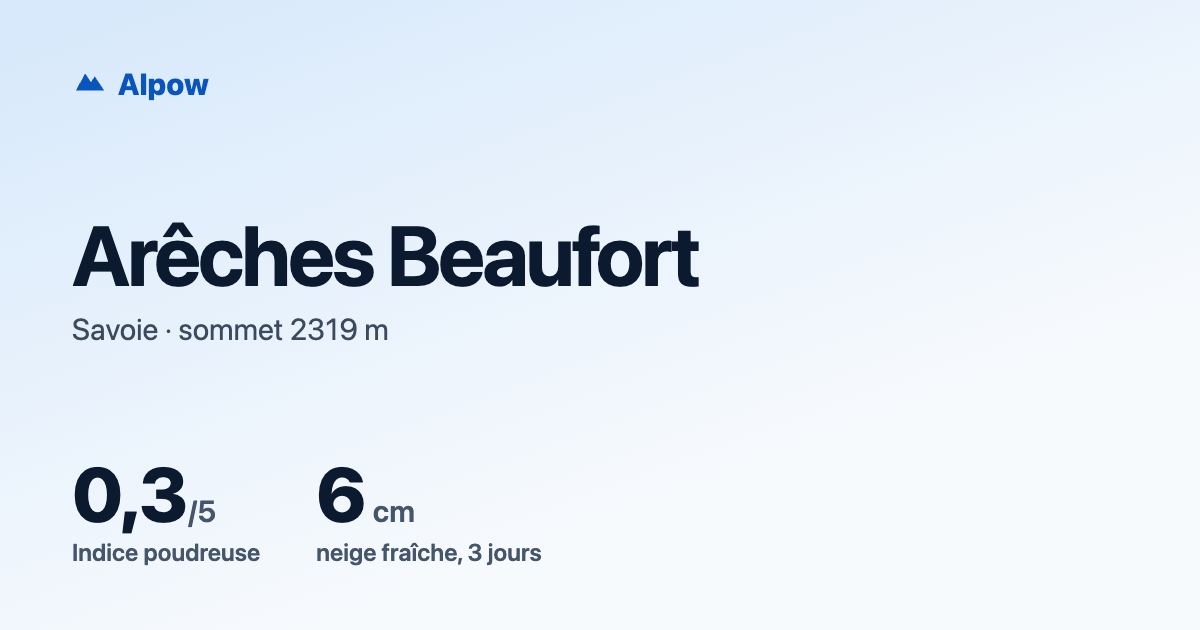 Alpow
Arêches Beaufort
Savoie · sommet 2319 m
0,3/5
Indice poudreuse
6 cm
neige fraîche, 3 jours